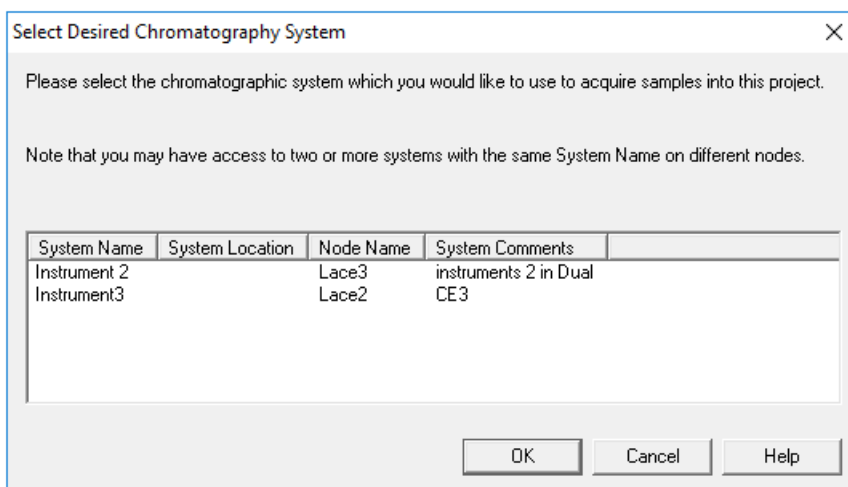 Select Desired Chromatography System
Please select the chromatographic system which you would like to use to acquire samples into this project.
Note that you may have access to two or more systems with the same System Name on different nodes.
System Name System Location Node Name System Comments
Instrument 2 Lace3 instruments 2 in Dual
Instrument3 Lace2 CE3
OK Cancel Help